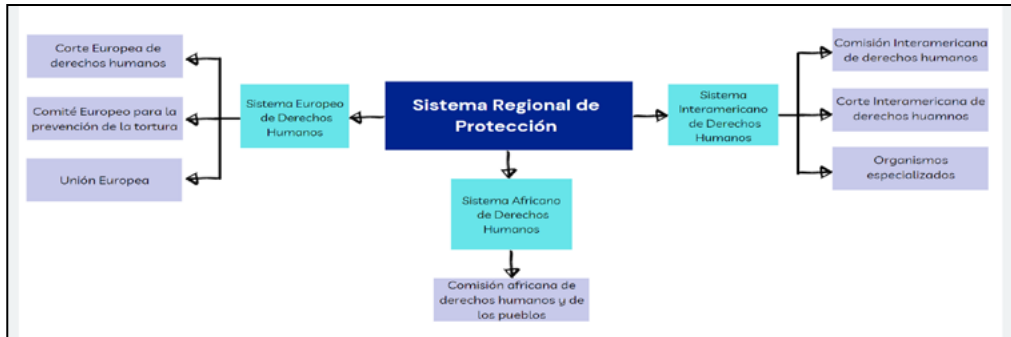 Corte Europea de
derechos humanos
Comité Europeo para la
prevención de la tortura
Unión Europea
Sistema Europeo
de Derechos
Humanos
Sistema Regional de
Protección
Sistema
Interamericano
de Derechos
Humanos
Comisión Interamericana
de derechos humanos
Corte Interamericana de
derechos huamnos
Organismos
especializados
Sistema Africano
de Derechos
Humanos
Comisión africana de
derechos humanos y de
los pueblos